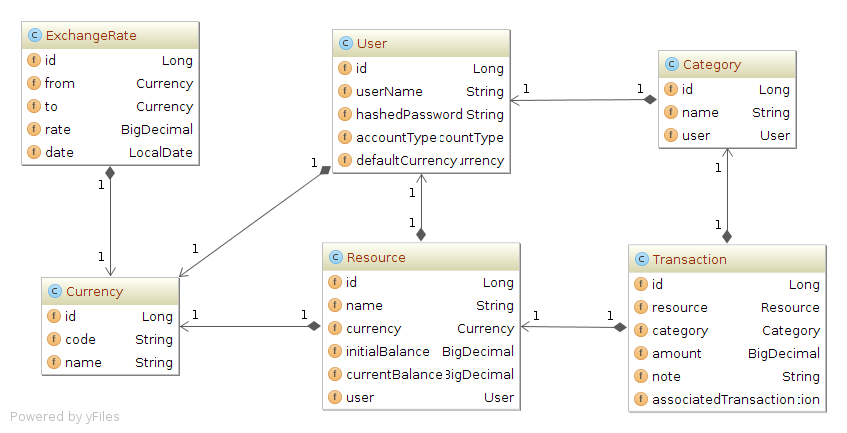 ExchangeRate
id Long
from Currency
to Currency
rate BigDecimal
date LocalDate
User
id Long
userName String
hashedPassword String
accountType countType
defaultCurrency urrency
Category
id Long
name String
user User
1
1
1
1
1
1
1
1
1
1
Currency
id Long
code String
name String
1
1
Resource
id Long
name String
currency Currency
initialBalance BigDecimal
currentBalance BigDecimal
user User
1
1
Transaction
id Long
resource Resource
category Category
amount BigDecimal
note String
associatedTransaction ion
Powered by yFiles